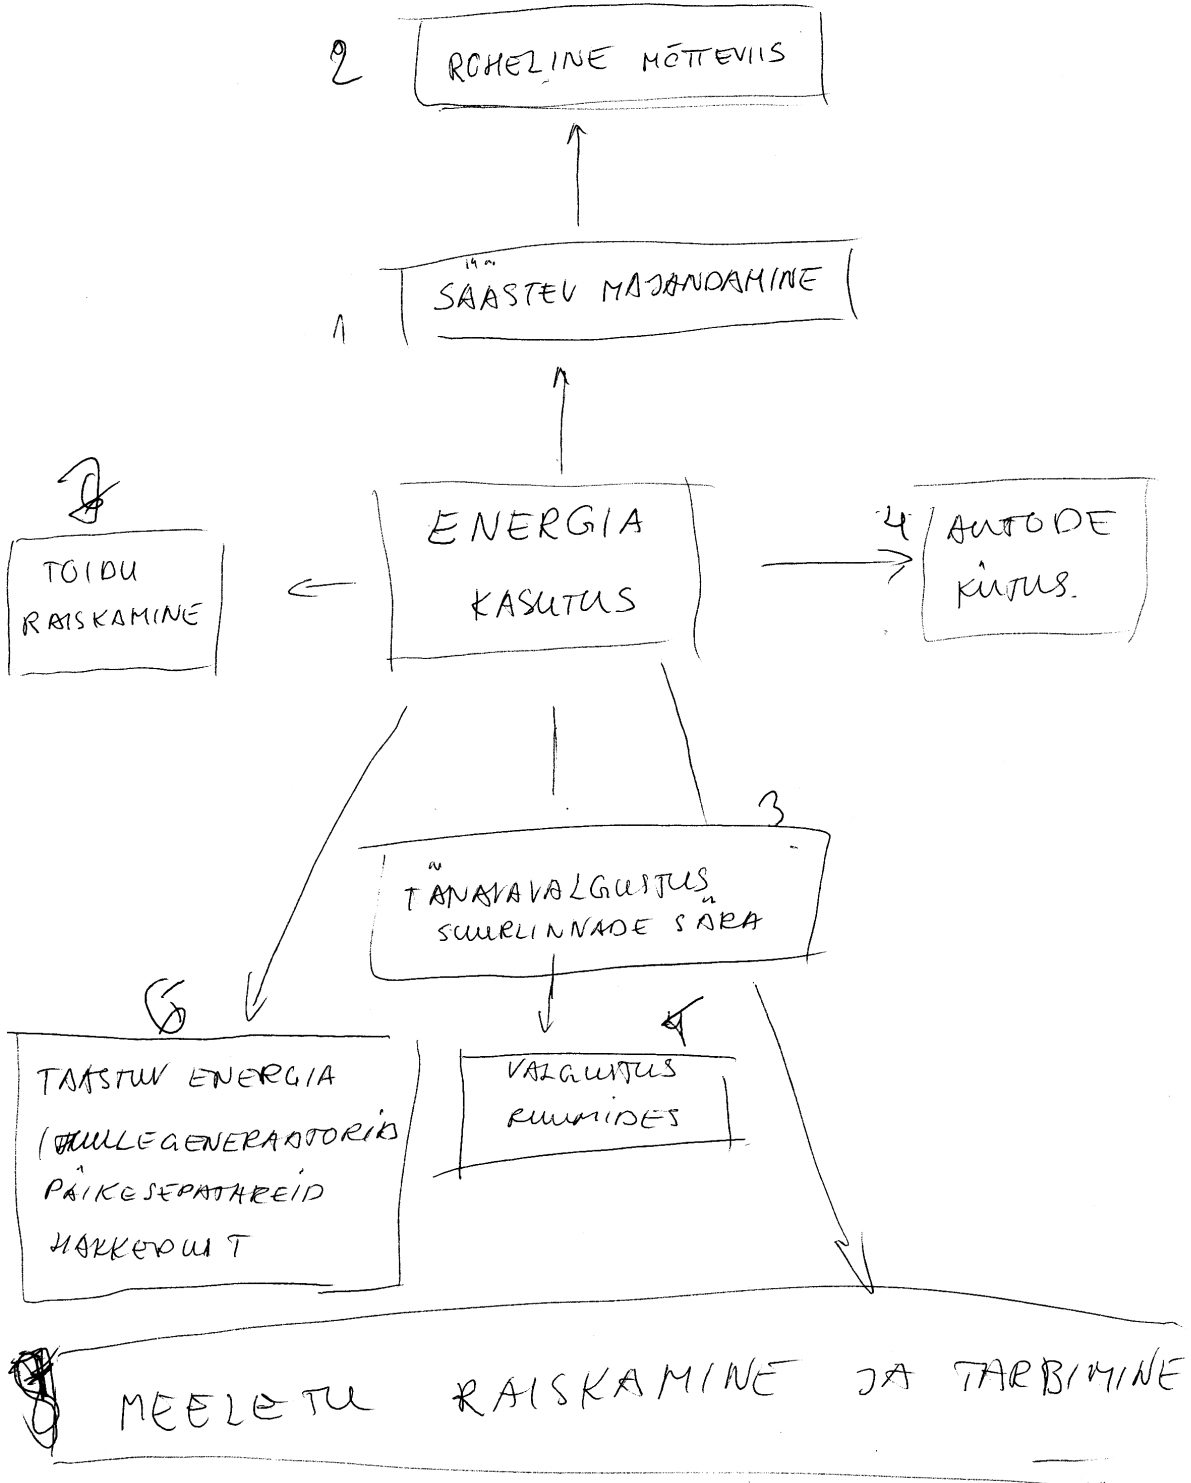 2
ROHELINE MÕTTEVIIS
SÄÄSTEV MAJANDAMINE
1
ENERGIA
KASUTUS
4
AUTODE
KÜTUS.
TOIDU
RAISKAMINE
3
TÄNAVAVALGUSTUS
SUURLINNADE SÄRA
VALGUSTUS
RUUMIDES
TAASTUV ENERGIA
TUULEGENERAATORID
PÄIKESEPATAREID
HAKKEPUIT
MEELETU RAISKAMINE JA TARBIMINE